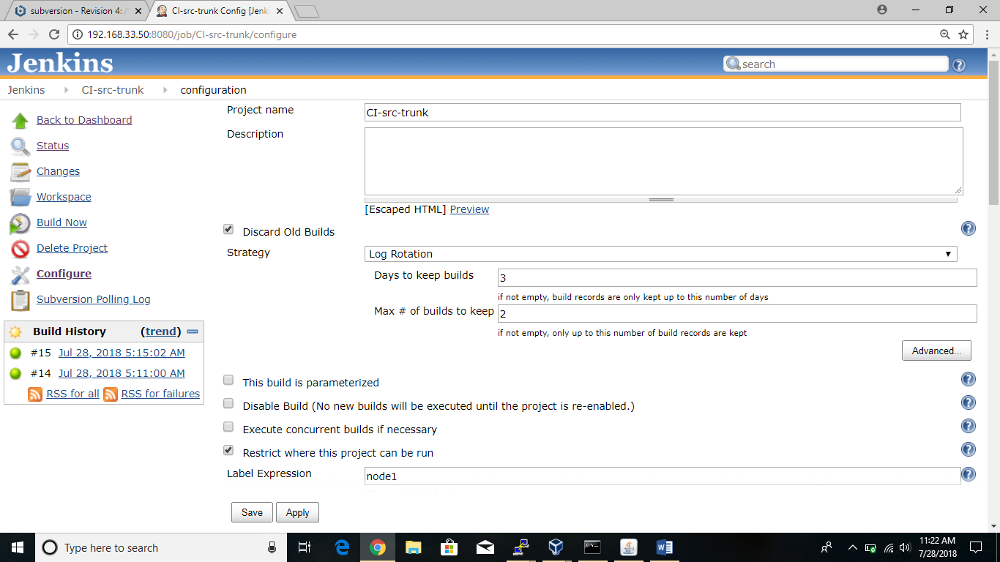 subversion - Revision 4: /
CI-src-trunk Config [Jenki
192.168.33.50:8080/job/CI-src-trunk/configure
Jenkins
search
Jenkins CI-src-trunk configuration
Back to Dashboard
Status
Changes
Workspace
Build Now
Delete Project
Configure
Subversion Polling Log
Build History (trend)
#15 Jul 28, 2018 5:15:02 AM
#14 Jul 28, 2018 5:11:00 AM
RSS for all RSS for failures
Project name CI-src-trunk
Description
[Escaped HTML] Preview
Discard Old Builds
Strategy Log Rotation
Days to keep builds 3
if not empty, build records are only kept up to this number of days
Max # of builds to keep 2
if not empty, only up to this number of build records are kept
Advanced...
This build is parameterized
Disable Build (No new builds will be executed until the project is re-enabled.)
Execute concurrent builds if necessary
Restrict where this project can be run
Label Expression node1
Save Apply
Type here to search
11:22 AM
7/28/2018